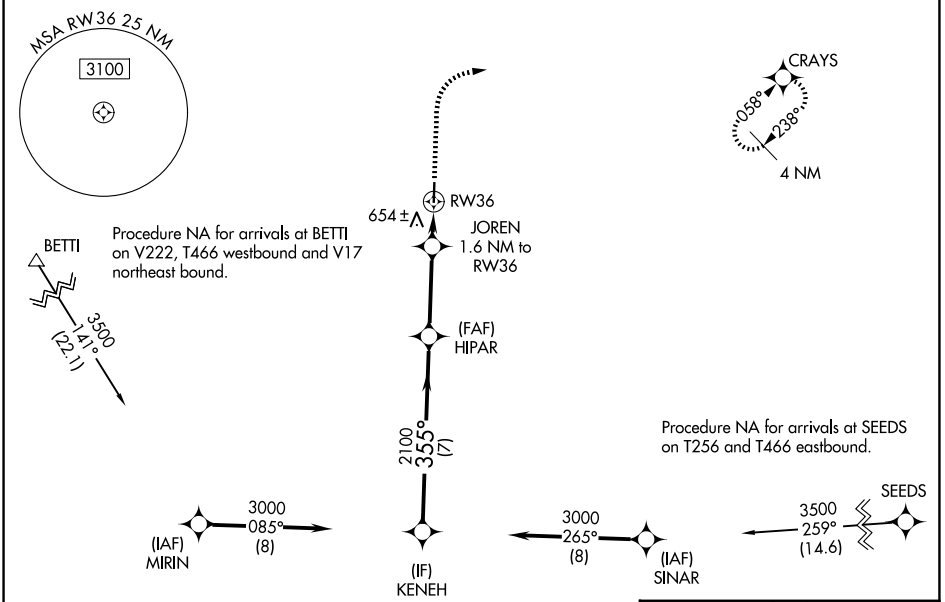 MSA RW36 25 NM
3100
CRAYS
058°
238°
4 NM
RW36
654 ±
JOREN
1.6 NM to
RW36
BETTI
Procedure NA for arrivals at BETTI
on V222, T466 westbound and V17
northeast bound.
3500
141°
(22.1)
(FAF)
HIPAR
2100
355°
(7)
Procedure NA for arrivals at SEEDS
on T256 and T466 eastbound.
SEEDS
3500
259°
(14.6)
(IAF)
MIRIN
3000
085°
(8)
(IF)
KENEH
3000
265°
(8)
(IAF)
SINAR